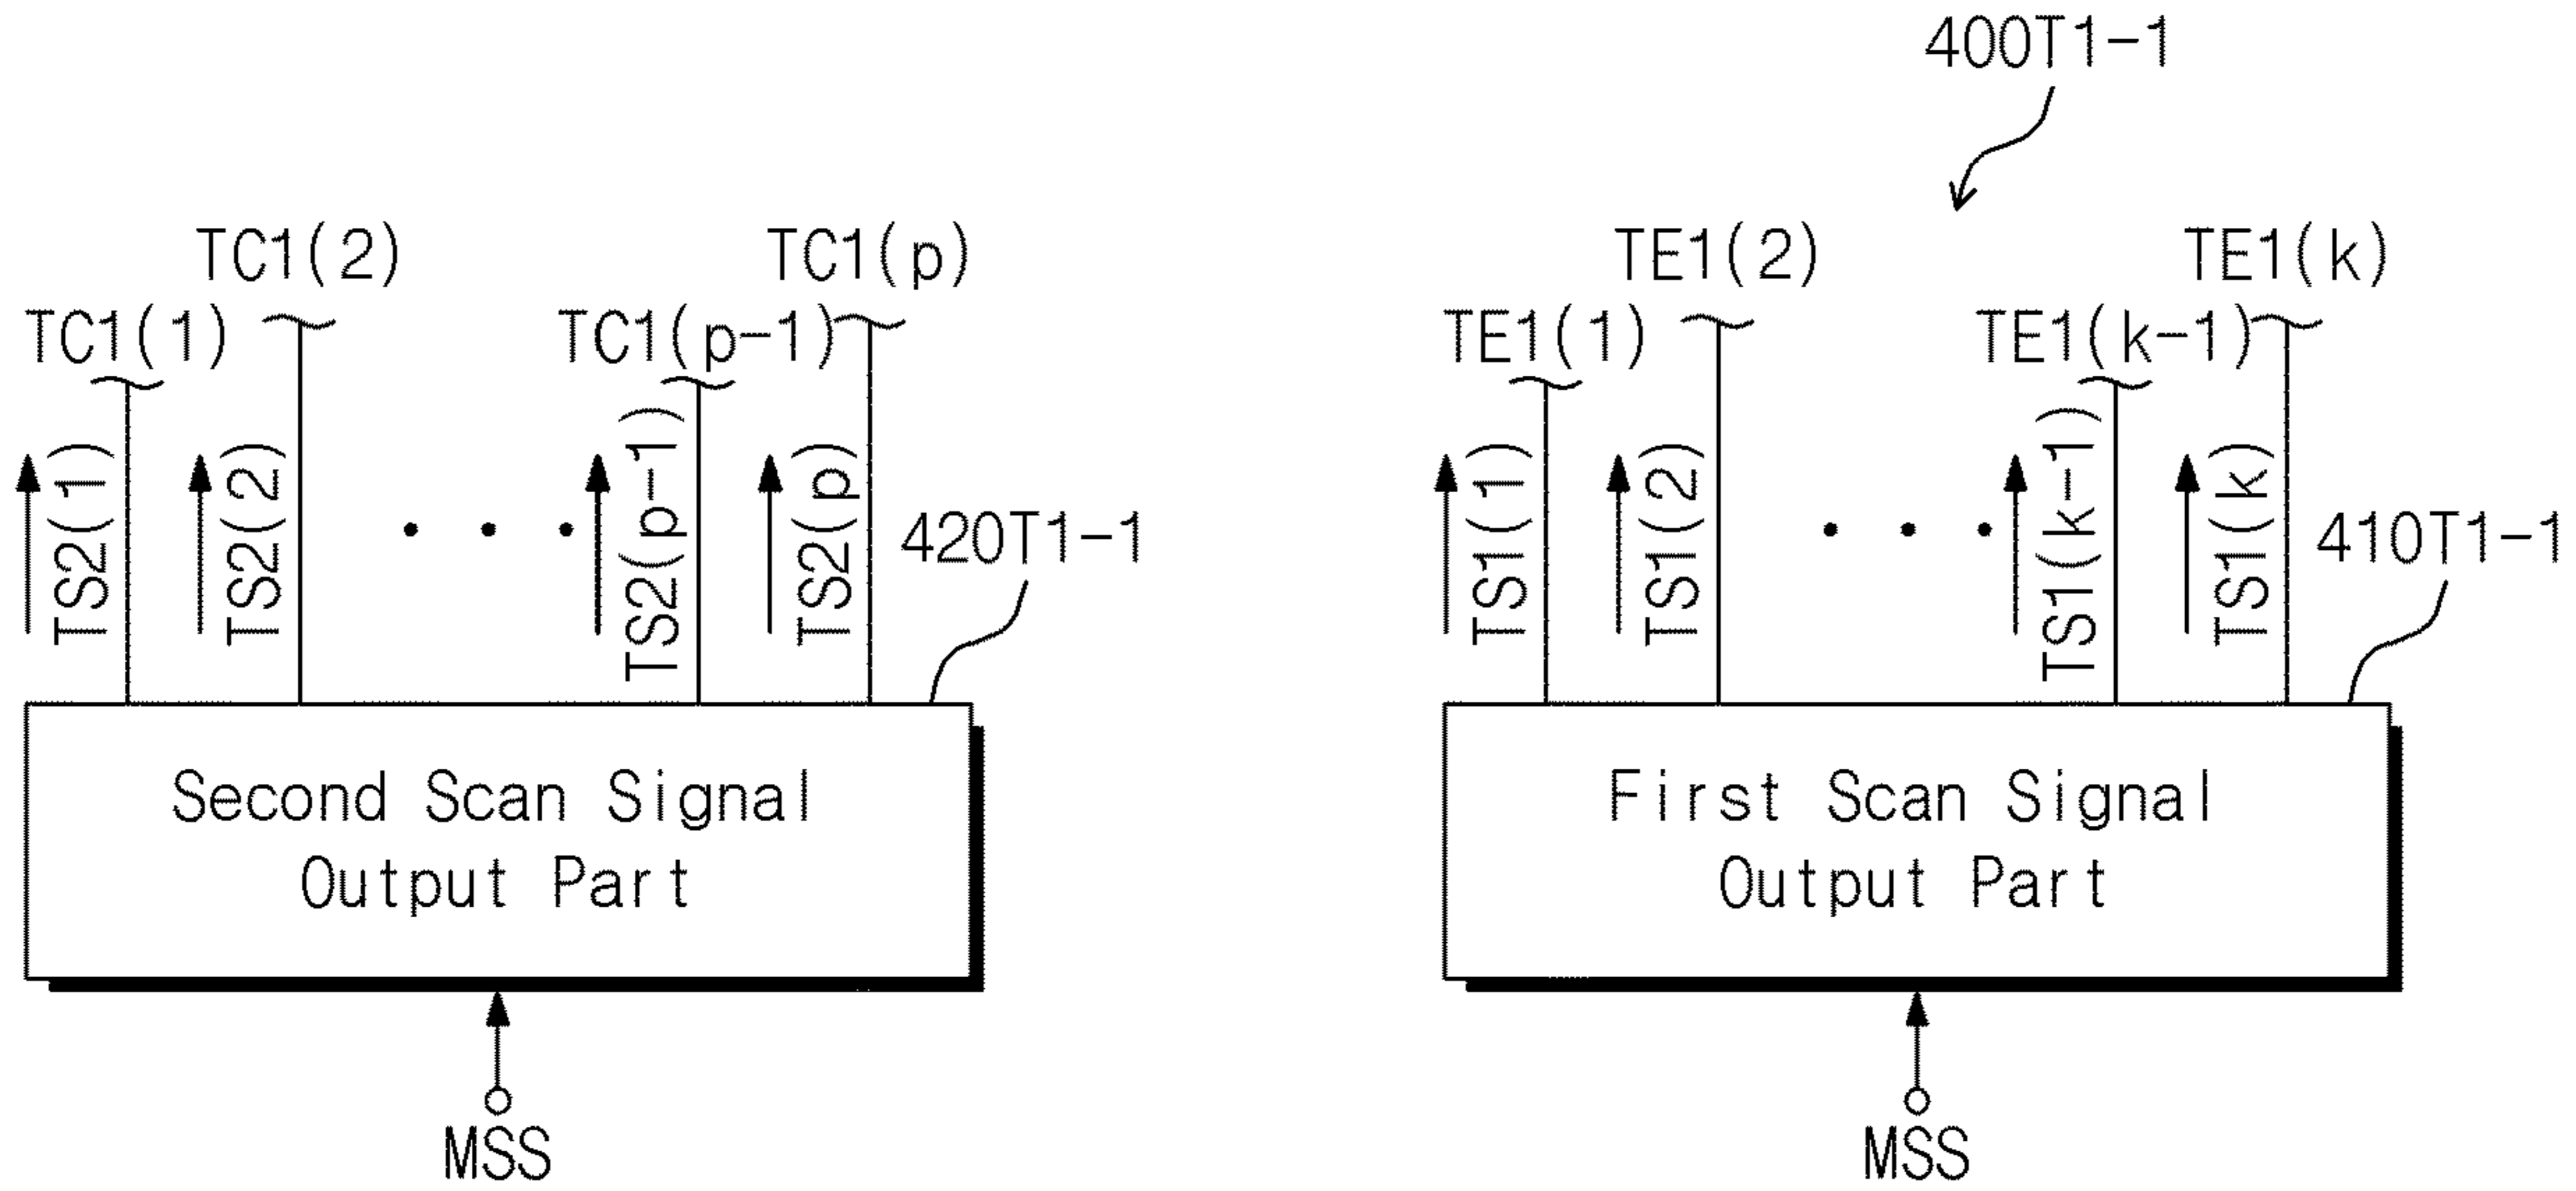 400T1-1
TC1(2)
TC1(p)
TC1(1)
TC1(p-1)
TS2(1)
TS2(2)
TS2(p-1)
TS2(p)
420T1-1
Second Scan Signal
Output Part
MSS
TE1(2)
TE1(k)
TE1(1)
TE1(k-1)
TS1(1)
TS1(2)
TS1(k-1)
TS1(k)
410T1-1
First Scan Signal
Output Part
MSS